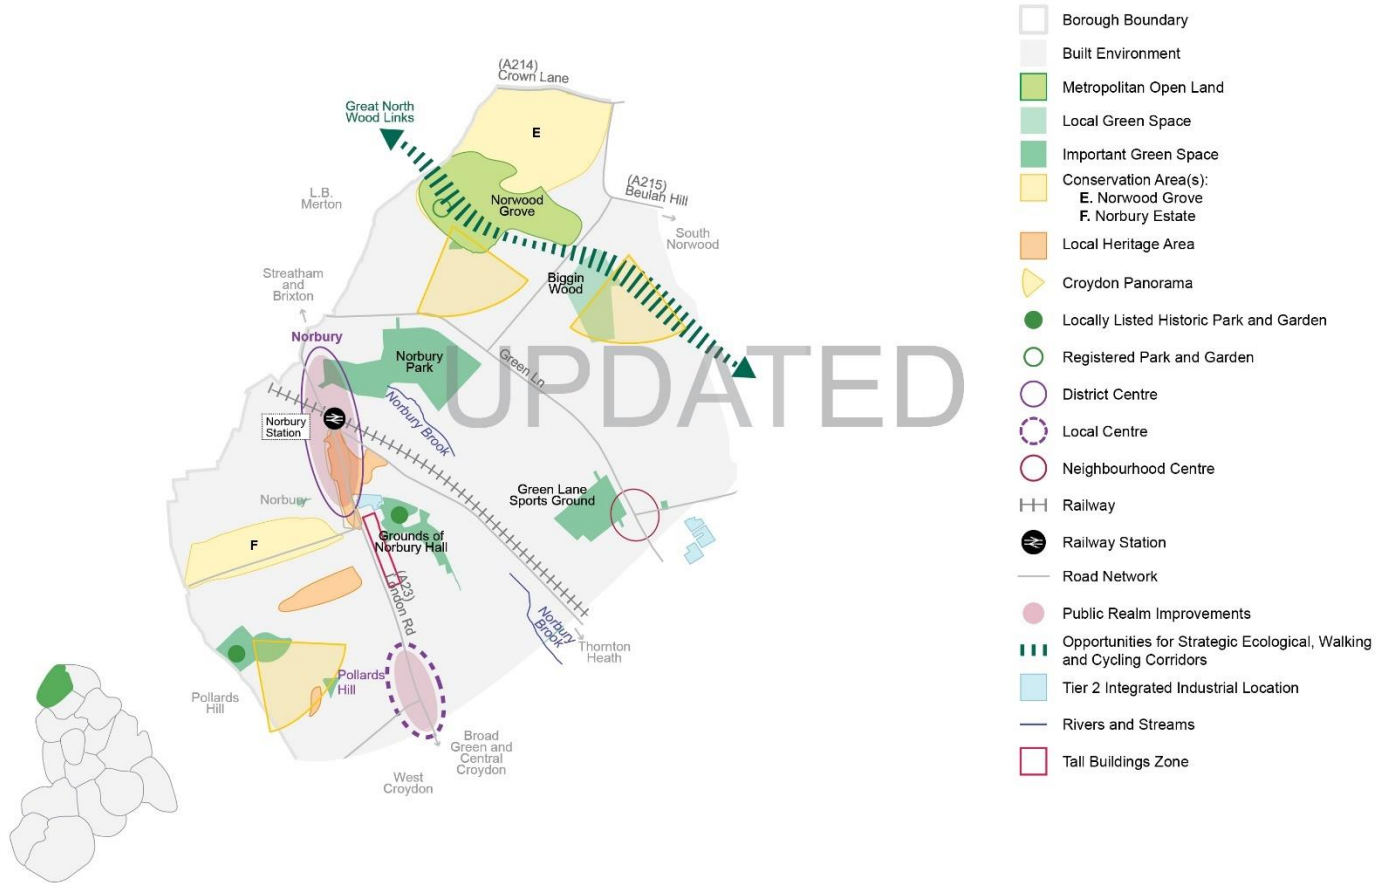 (A214)
Crown Lane
Great North
Wood Links
E
L.B.
Merton
(A215)
Beulah Hill
Norwood
Grove
South
Norwood
Streatham
and
Brixton
Biggin
Wood
Norbury
Norbury
Park
Green Ln
UPDATED
Norbury Brook
Norbury
Station
Norbury
Green Lane
Sports Ground
F
Grounds of
Norbury Hall
(A23)
London Rd
Norbury
Brook
Thornton
Heath
Pollards
Hill
Pollards
Hill
Broad
Green and
Central
Croydon
West
Croydon
Borough Boundary
Built Environment
Metropolitan Open Land
Local Green Space
Important Green Space
Conservation Area(s):
E. Norwood Grove
F. Norbury Estate
Local Heritage Area
Croydon Panorama
Locally Listed Historic Park and Garden
Registered Park and Garden
District Centre
Local Centre
Neighbourhood Centre
Railway
Railway Station
Road Network
Public Realm Improvements
Opportunities for Strategic Ecological, Walking
and Cycling Corridors
Tier 2 Integrated Industrial Location
Rivers and Streams
Tall Buildings Zone